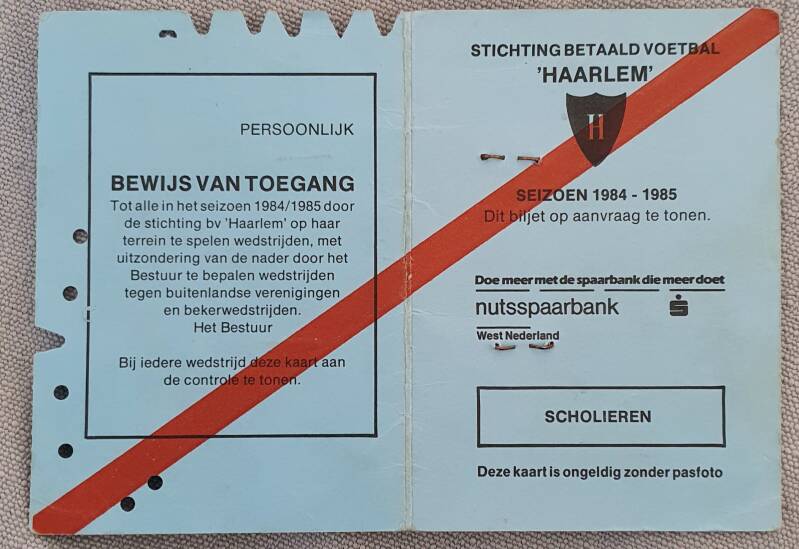 PERSOONLIJK
BEWIJS VAN TOEGANG
Tot alle in het seizoen 1984/1985 door
de stichting bv 'Haarlem' op haar
terrein te spelen wedstrijden, met
uitzondering van de nader door het
Bestuur te bepalen wedstrijden
tegen buitenlandse verenigingen
en bekerwedstrijden.
Het Bestuur
Bij iedere wedstrijd deze kaart aan
de controle te tonen.
STICHTING BETAALD VOETBAL
'HAARLEM'
H
SEIZOEN 1984 - 1985
Dit biljet op aanvraag te tonen.
Doe meer met de spaarbank die meer doet
nutsspaarbank
West Nederland
SCHOLIEREN
Deze kaart is ongeldig zonder pasfoto